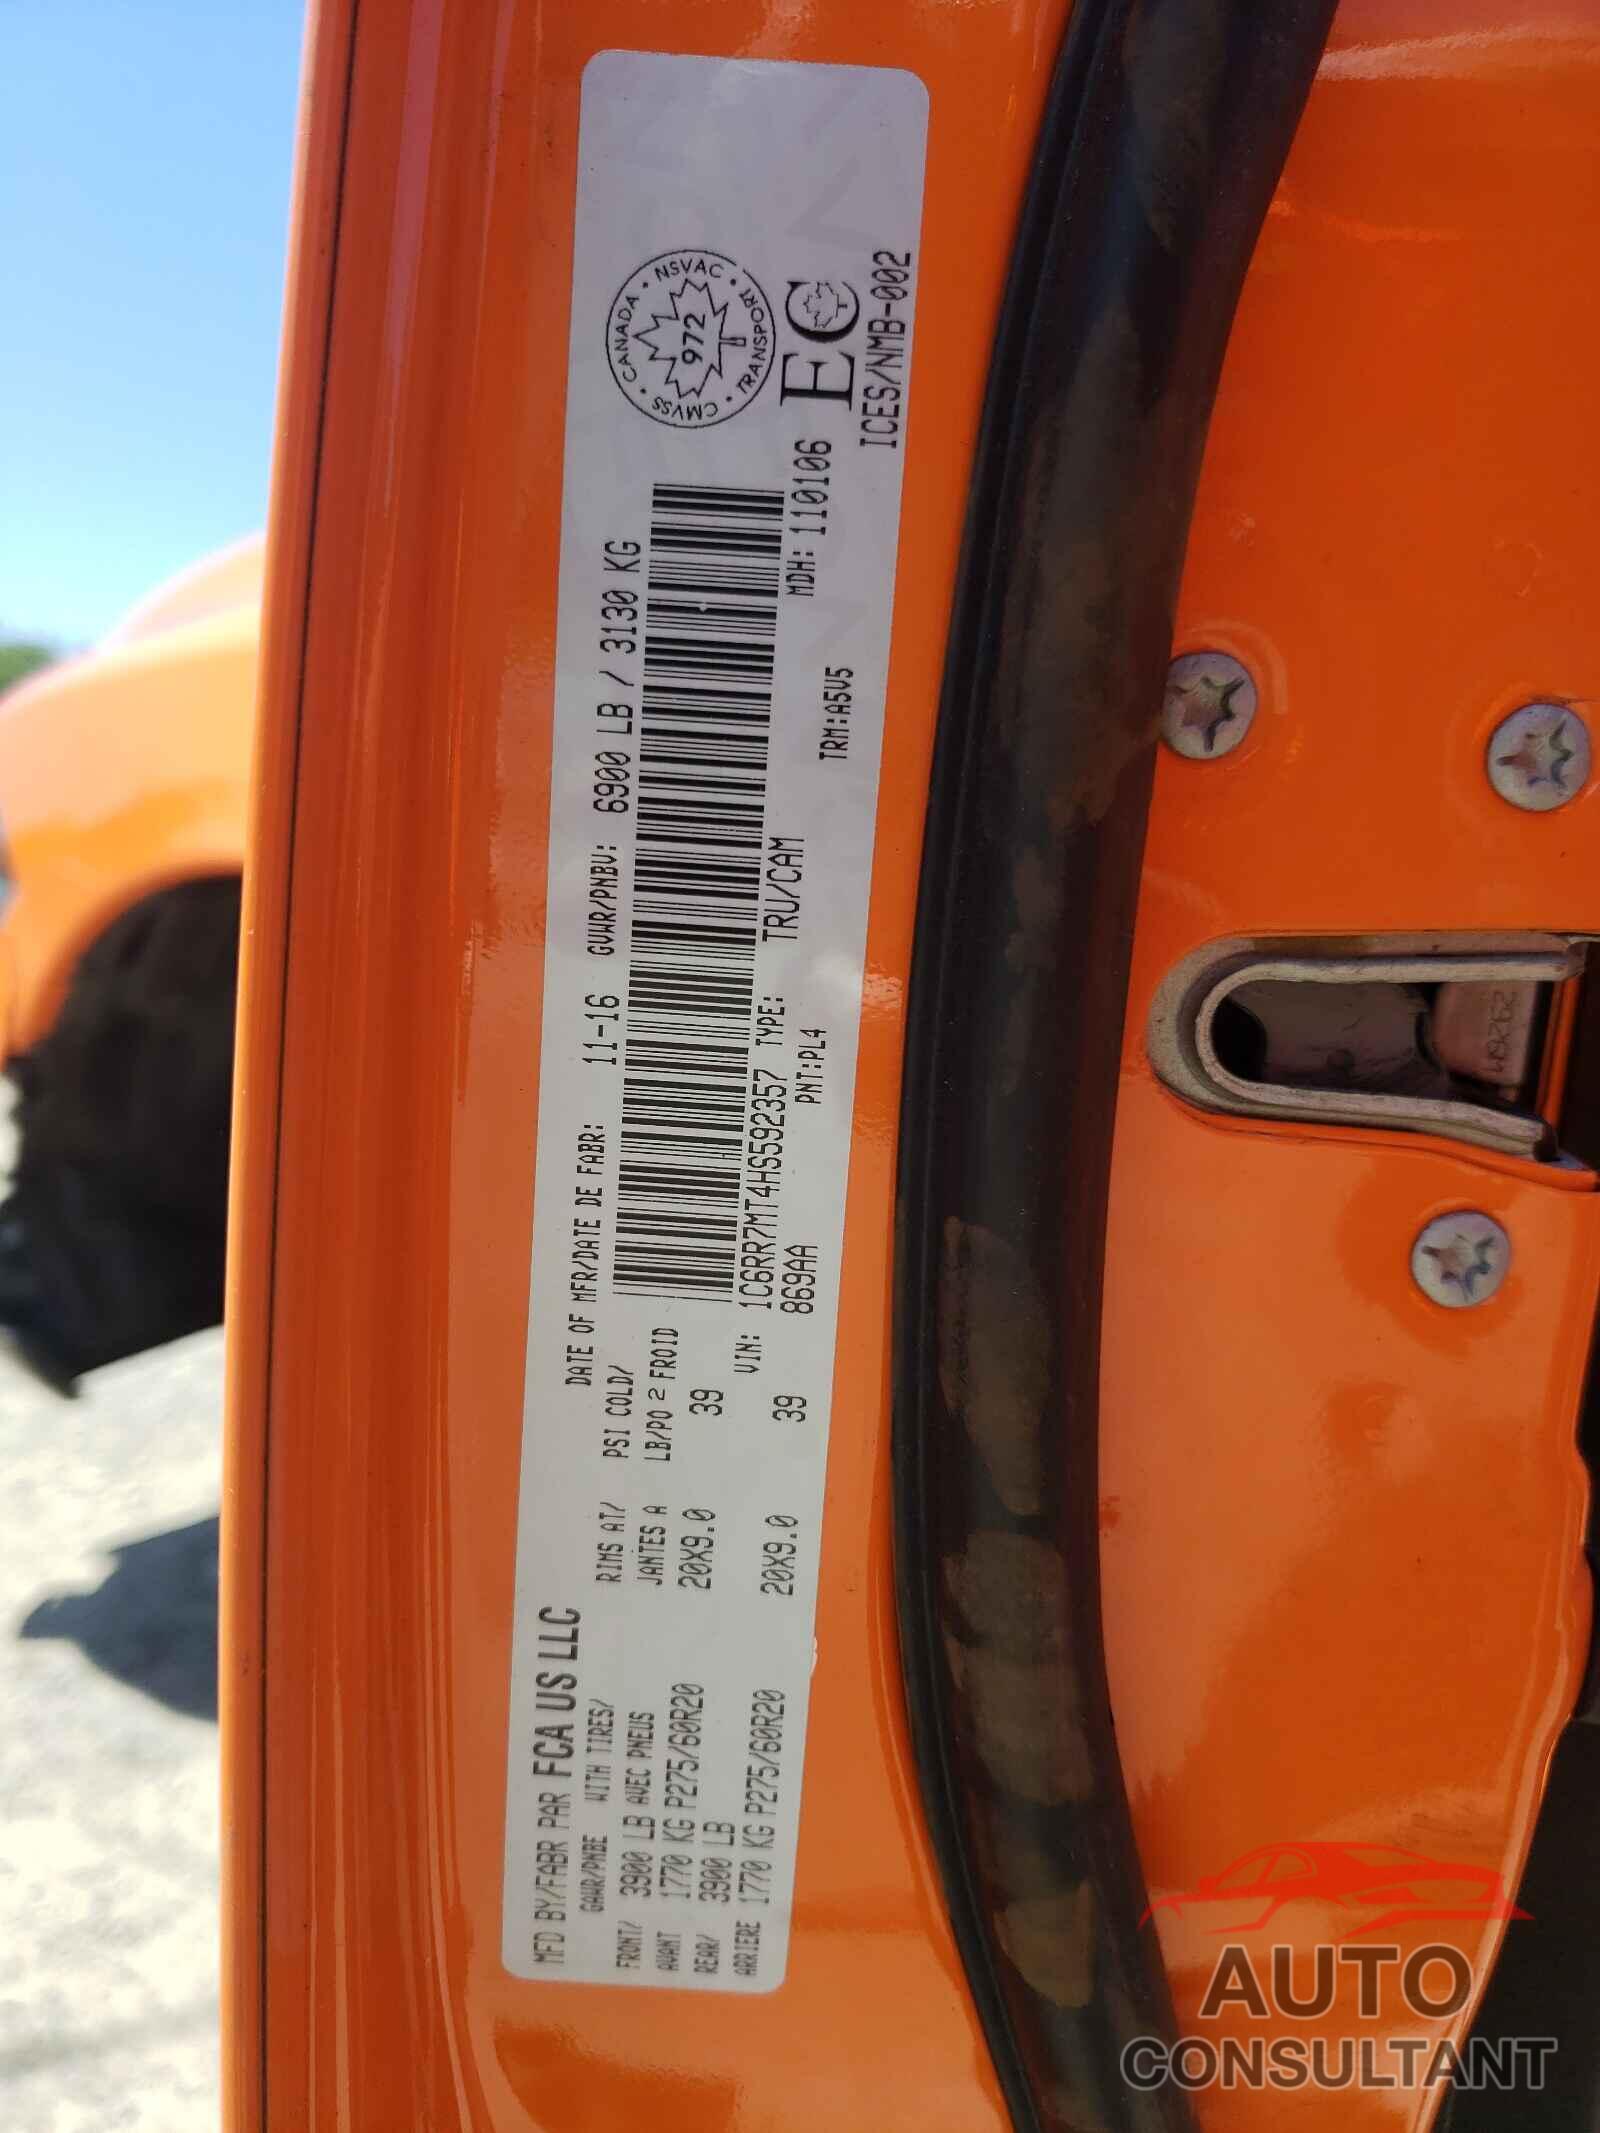 MFD BY/FABR PAR FCA US LLC
DATE OF MFR/DATE DE FABR: 11-16 GVWR/PNBV: 6900 LB / 3130 KG
GAWR/PNBE WITH TIRES/ RIMS AT/ PSI COLD/
FRONT/ 3900 LB AVEC PNEUS JANTES A LB/PO 2 FROID
AVANT 1770 KG P275/60R20 20X9.0 39
REAR/ 3900 LB
ARRIERE 1770 KG P275/60R20 20X9.0 39
VIN: 1C6RR7MT4HS592357 TYPE: TRU/CAM
869AA PNT:PL4 TRM:A5V5
MDH: 110106
CMVSS • CANADA • NSVAC • TRANSPORT •
972
EC
T
ICES/NMB-002
AUTO
CONSULTANT